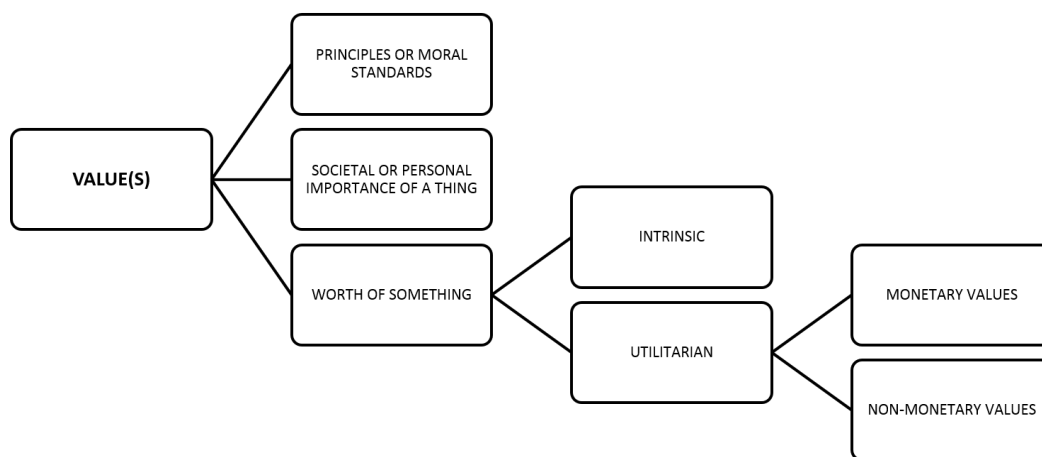 PRINCIPLES OR MORAL
STANDARDS
VALUE(S)
SOCIETAL OR PERSONAL
IMPORTANCE OF A THING
WORTH OF SOMETHING
INTRINSIC
UTILITARIAN
MONETARY VALUES
NON-MONETARY VALUES